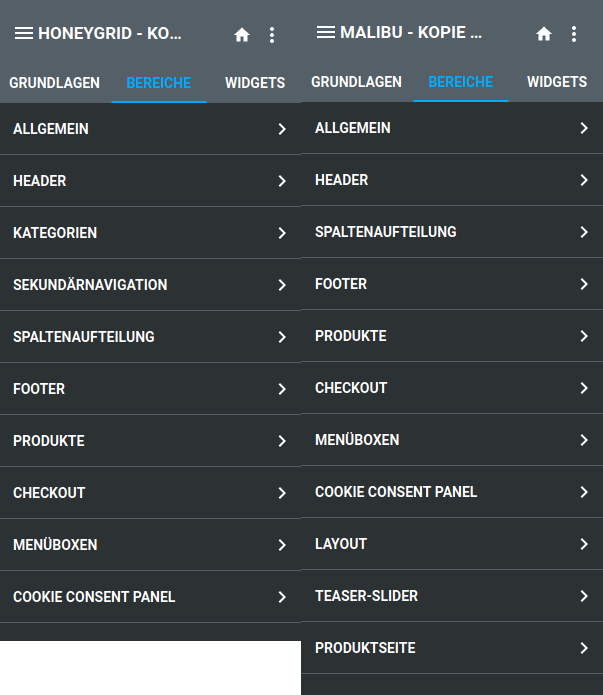 HONEYGRID - KO...
GRUNDLAGEN BEREICHE WIDGETS
ALLGEMEIN
HEADER
KATEGORIEN
SEKUNDÄRNAVIGATION
SPALTENAUFTEILUNG
FOOTER
PRODUKTE
CHECKOUT
MENÜBOXEN
COOKIE CONSENT PANEL
MALIBU - KOPIE ...
GRUNDLAGEN BEREICHE WIDGETS
ALLGEMEIN
HEADER
SPALTENAUFTEILUNG
FOOTER
PRODUKTE
CHECKOUT
MENÜBOXEN
COOKIE CONSENT PANEL
LAYOUT
TEASER-SLIDER
PRODUKTSEITE